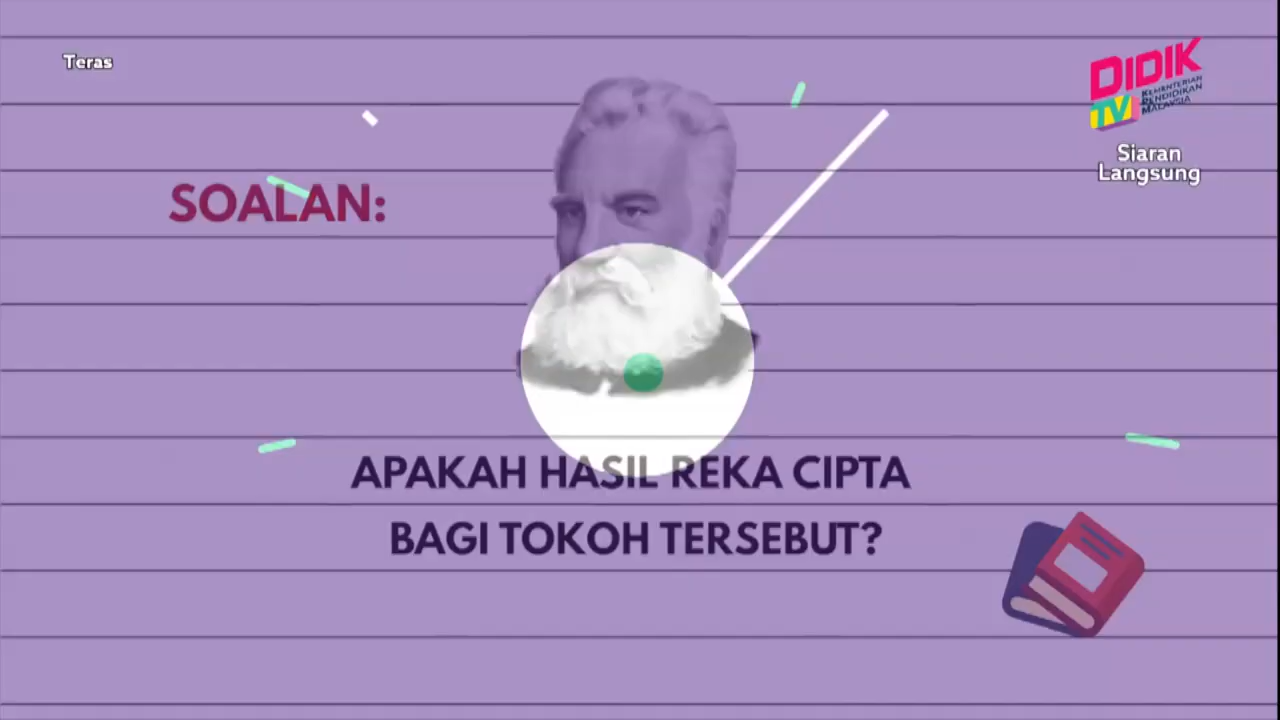 Teras
DIDIK
TV
KEMENTERIAN
PENDIDIKAN
MALAYSIA
Siaran
Langsung
SOALAN:
APAKAH HASIL REKA CIPTA
BAGI TOKOH TERSEBUT?